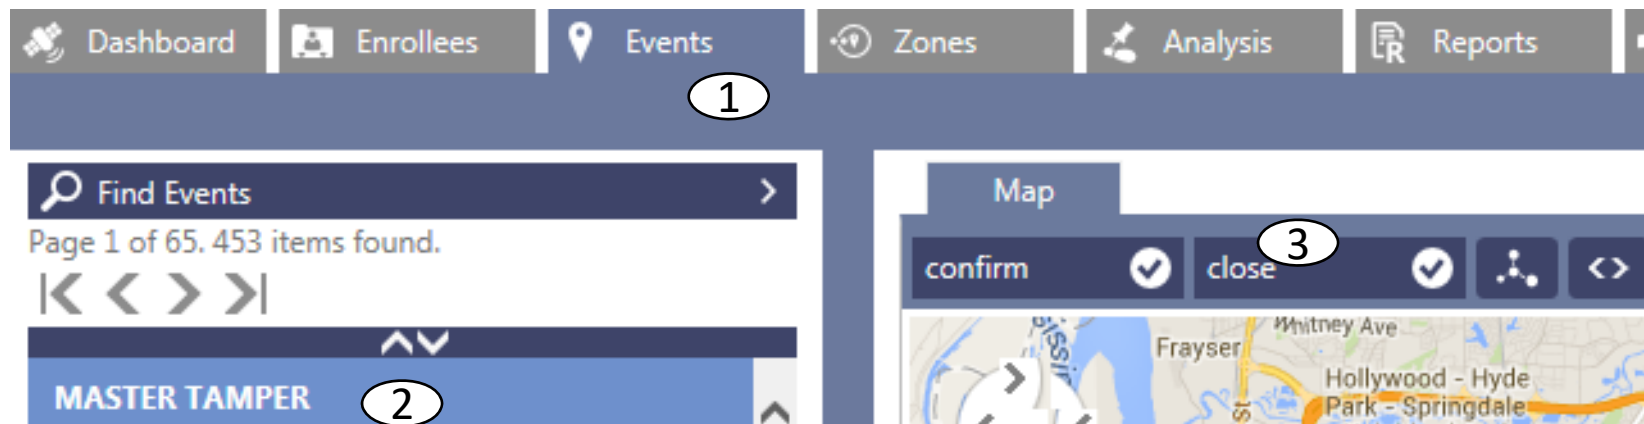 Dashboard Enrollees Events Zones Analysis Reports
1
Find Events
Page 1 of 65. 453 items found.
MASTER TAMPER
2
Map
3
confirm close
Whitney Ave
Frayser
Hollywood - Hyde
Park - Springdale
St